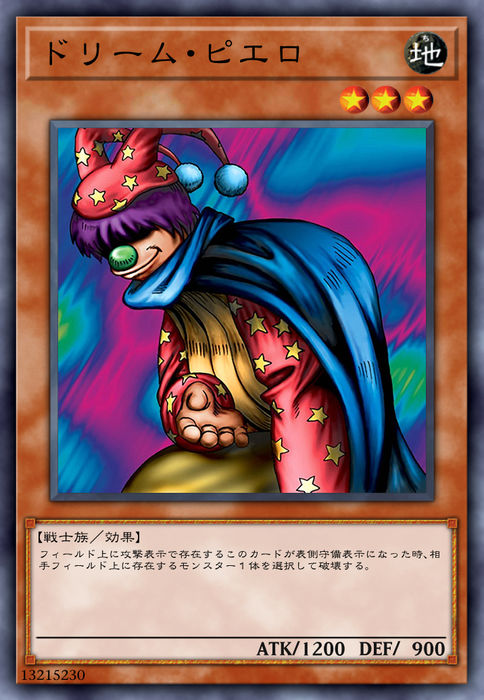 ドリーム・ピエロ
ち
地
【戦士族／効果】
フィールド上に攻撃表示で存在するこのカードが表側守備表示になった時、相
手フィールド上に存在するモンスター１体を選択して破壊する。
ATK/1200 DEF/ 900
13215230